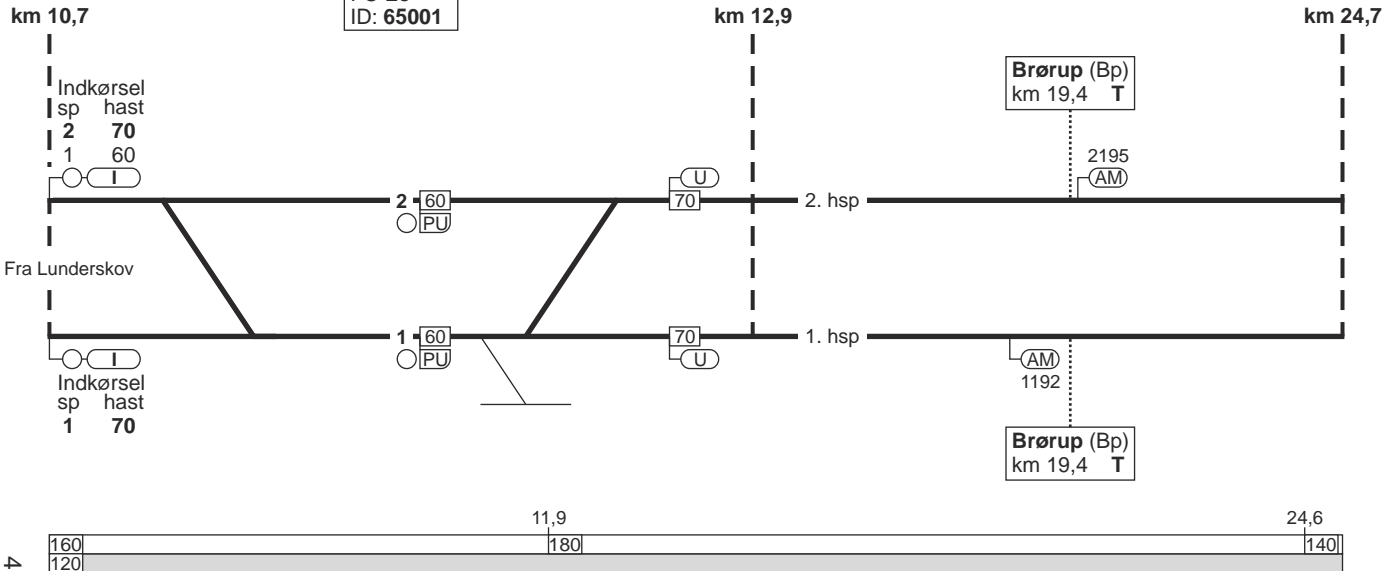 km 10,7
ID: 65001
km 12,9
km 24,7
Indkørsel
sp hast
2 70
1 60
I
Brørup (Bp)
km 19,4 T
2195
AM
U
2 60
70
2. hsp
PU
Fra Lunderskov
1 60
70
1. hsp
I
PU
U
AM
1192
Indkørsel
sp hast
1 70
Brørup (Bp)
km 19,4 T
11,9
24,6
160
180
140
120
4